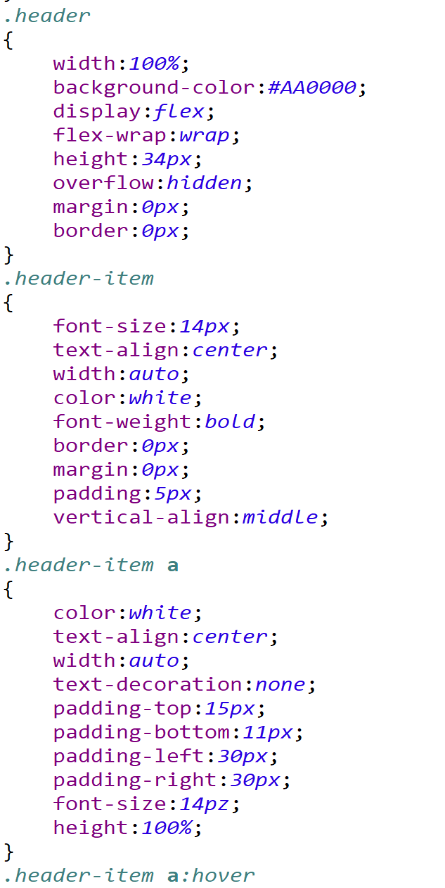 .header
{
width:100%;
background-color:#AA0000;
display:flex;
flex-wrap:wrap;
height:34px;
overflow:hidden;
margin:0px;
border:0px;
}
.header-item
{
font-size:14px;
text-align:center;
width:auto;
color:white;
font-weight:bold;
border:0px;
margin:0px;
padding:5px;
vertical-align:middle;
}
.header-item a
{
color:white;
text-align:center;
width:auto;
text-decoration:none;
padding-top:15px;
padding-bottom:11px;
padding-left:30px;
padding-right:30px;
font-size:14pz;
height:100%;
}
.header-item a:hover